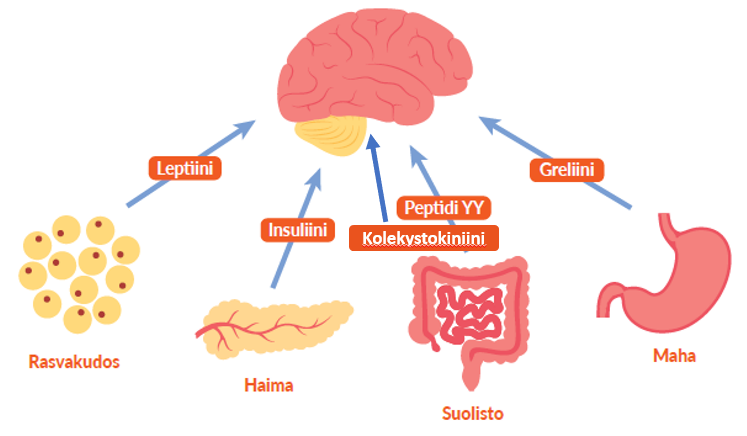 Leptiini
Greliini
Peptidi YY
Insuliini
Kolekystokiniini
Rasvakudos
Haima
Suolisto
Maha